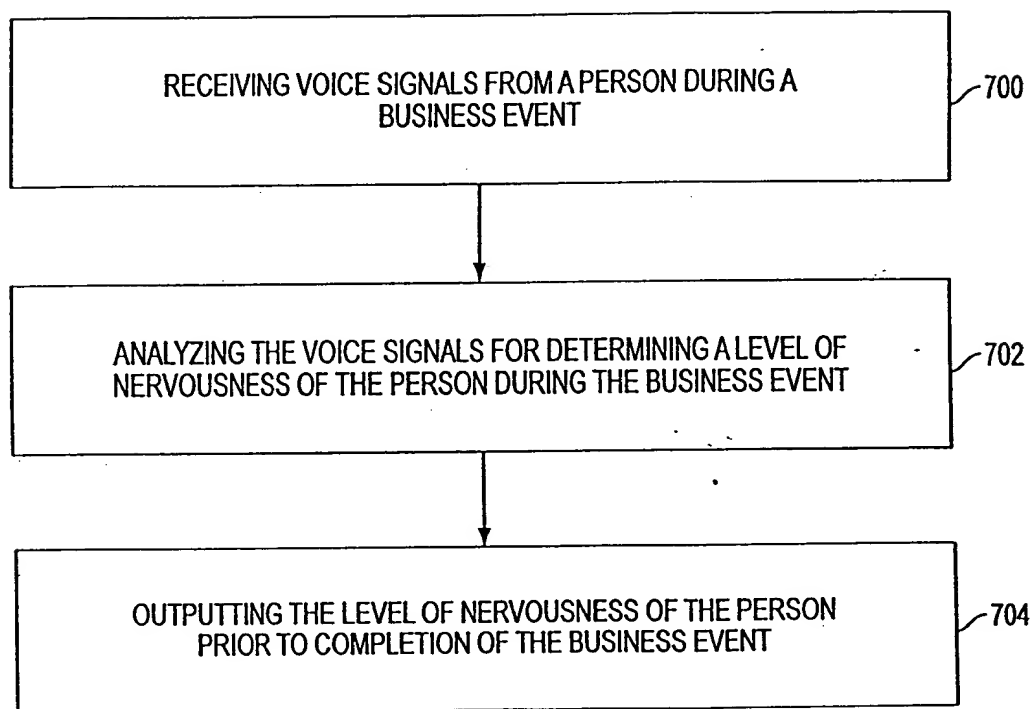 RECEIVING VOICE SIGNALS FROM A PERSON DURING A
BUSINESS EVENT
700
ANALYZING THE VOICE SIGNALS FOR DETERMINING A LEVEL OF
NERVOUSNESS OF THE PERSON DURING THE BUSINESS EVENT
702
OUTPUTTING THE LEVEL OF NERVOUSNESS OF THE PERSON
PRIOR TO COMPLETION OF THE BUSINESS EVENT
704